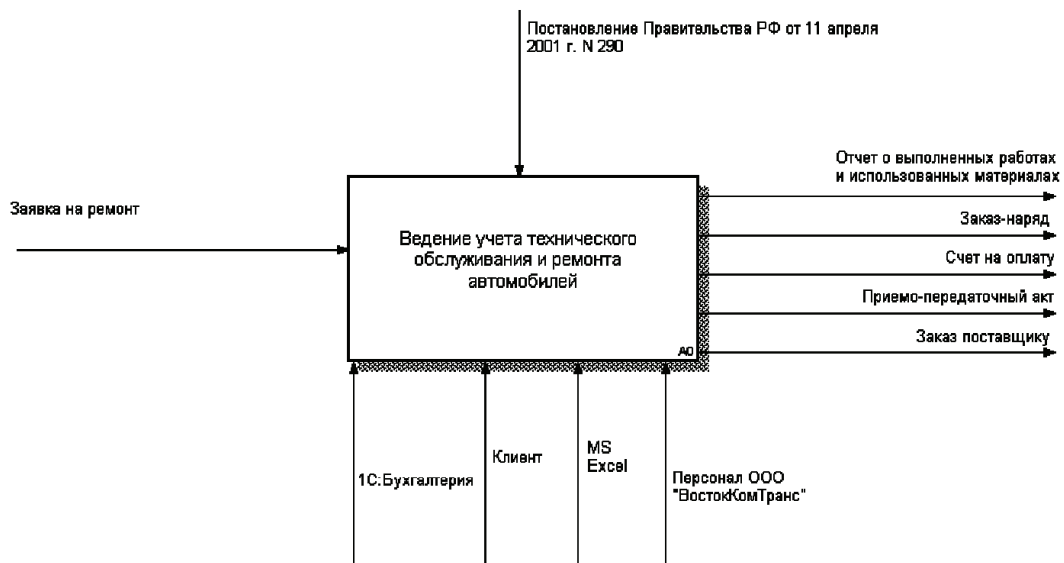 Постановление Правительства РФ от 11 апреля
2001 г. N 290
Отчет о выполненных работах
и использованных материалах
Заявка на ремонт
Заказ-наряд
Ведение учета технического
обслуживания и ремонта
автомобилей
Счет на оплату
Приемо-передаточный акт
Заказ поставщику
A0
1С:Бухгалтерия
Клиент
MS
Excel
Персонал ООО
"ВостокКомТранс"